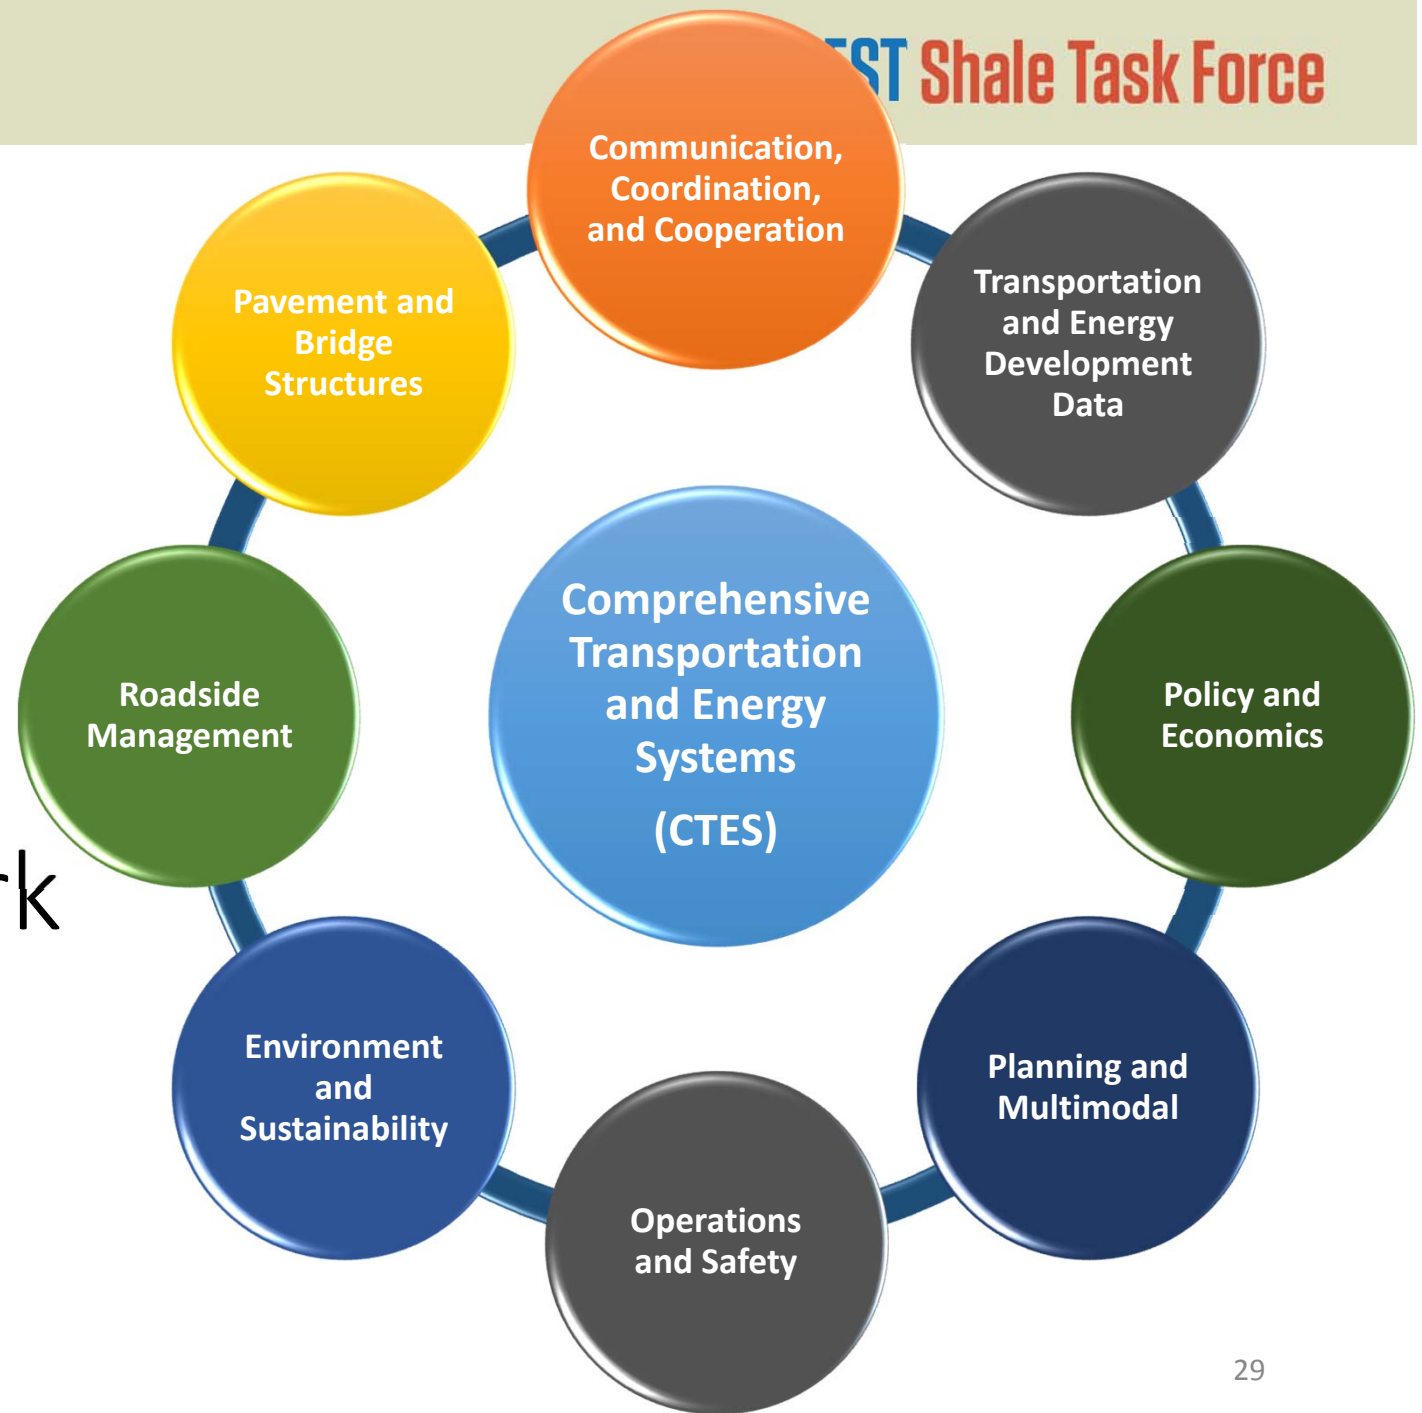 Shale Task Force
Communication,
Coordination,
and Cooperation
Transportation
and Energy
Development
Data
Policy and
Economics
Planning and
Multimodal
Operations
and Safety
Environment
and
Sustainability
Roadside
Management
Pavement and
Bridge
Structures
Comprehensive
Transportation
and Energy
Systems
(CTES)
29